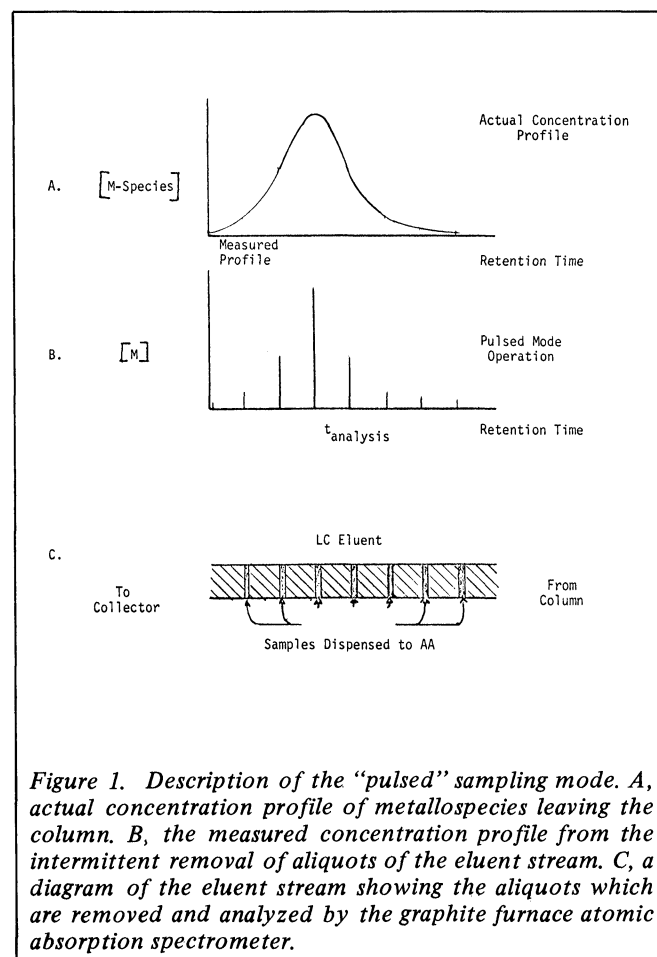 Actual Concentration
Profile
A. [M-Species]
Measured
Profile
Retention Time
B. [M]
Pulsed Mode
Operation
tanalysis
Retention Time
C.
LC Eluent
To
Collector
From
Column
Samples Dispensed to AA
Figure 1. Description of the "pulsed" sampling mode. A,
actual concentration profile of metallospecies leaving the
column. B, the measured concentration profile from the
intermittent removal of aliquots of the eluent stream. C, a
diagram of the eluent stream showing the aliquots which
are removed and analyzed by the graphite furnace atomic
absorption spectrometer.